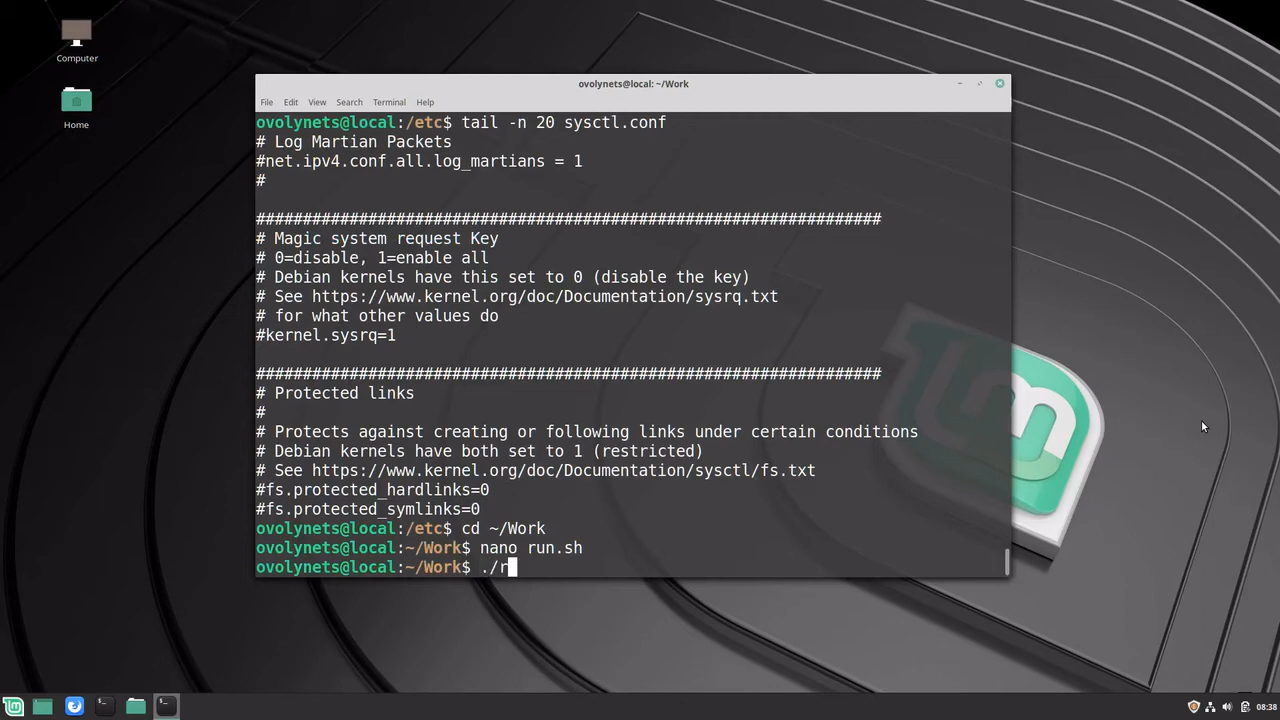 Computer
Home
ovolynets@local: ~/Work
File Edit View Search Terminal Help
ovolynets@local:/etc$ tail -n 20 sysctl.conf
# Log Martian Packets
#net.ipv4.conf.all.log_martians = 1
#
###################################################################
# Magic system request Key
# 0=disable, 1=enable all
# Debian kernels have this set to 0 (disable the key)
# See https://www.kernel.org/doc/Documentation/sysrq.txt
# for what other values do
#kernel.sysrq=1
###################################################################
# Protected links
#
# Protects against creating or following links under certain conditions
# Debian kernels have both set to 1 (restricted)
# See https://www.kernel.org/doc/Documentation/sysctl/fs.txt
#fs.protected_hardlinks=0
#fs.protected_symlinks=0
ovolynets@local:/etc$ cd ~/Work
ovolynets@local:~/Work$ nano run.sh
ovolynets@local:~/Work$ ./r
08:38